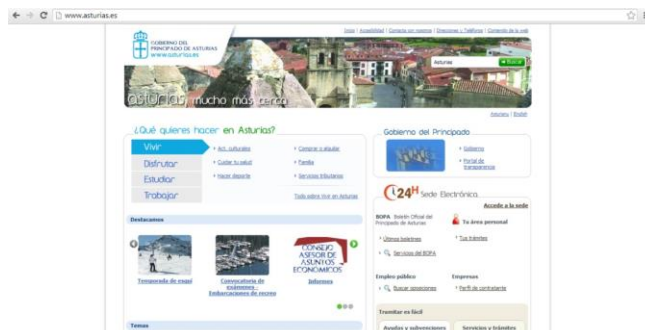 www.asturias.es
Inicio | Accesibilidad | Contacta con nosotros | Direcciones y Teléfonos | Contenido de la web
GOBIERNO DEL
PRINCIPADO DE ASTURIAS
www.asturias.es
Asturias
Buscar
asturias, mucho más cerca
Asturianu | English
¿Qué quieres hacer en Asturias?
Vivir
Disfrutar
Estudiar
Trabajar
Act. culturales
Cuidar tu salud
Hacer deporte
Comprar o alquilar
Familia
Servicios tributarios
Todo sobre Vivir en Asturias
Destacamos
Temporada de esquí
Convocatoria de
exámenes -
Embarcaciones de recreo
CONSEJO
ASESOR DE
ASUNTOS
ECONOMICOS
Informes
Temas
Gobierno del Principado
Gobierno
Portal de
transparencia
24H Sede Electrónica
Accede a la sede
BOPA Boletín Oficial del
Principado de Asturias
Últimos boletines
Servicios del BOPA
Tu área personal
Tus trámites
Empleo público
Buscar oposiciones
Empresas
Perfil de contratante
Tramitar es fácil
Ayudas y subvenciones
Servicios y trámites